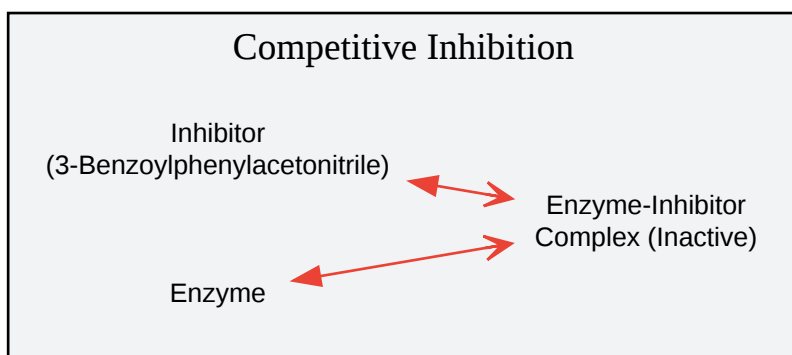 Competitive Inhibition
Inhibitor
(3-Benzoylphenylacetonitrile)
Enzyme-Inhibitor
Complex (Inactive)
Enzyme